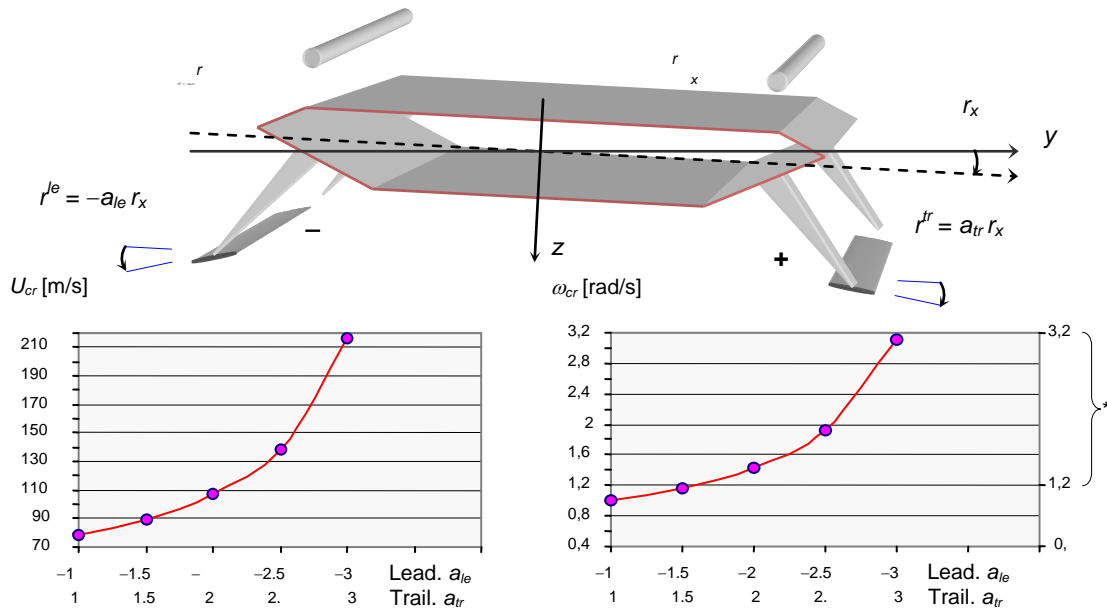 r
r
x
r_x
y
r^le = −a_le r_x
r^tr = a_tr r_x
−
+
z
U_cr [m/s]
ω_cr [rad/s]
210
190
170
150
130
110
90
70
−1 −1.5 − −2.5 −3 Lead. a_le
1 1.5 2. 2. 3 Trail. a_tr
3,2
2,8
2,4
2
1,6
1,2
0,8
0,4
3,2
*
1,2
0,
−1 −1.5 −2 −2.5 −3 Lead. a_le
1 1.5 2. 2. 3 Trail. a_tr